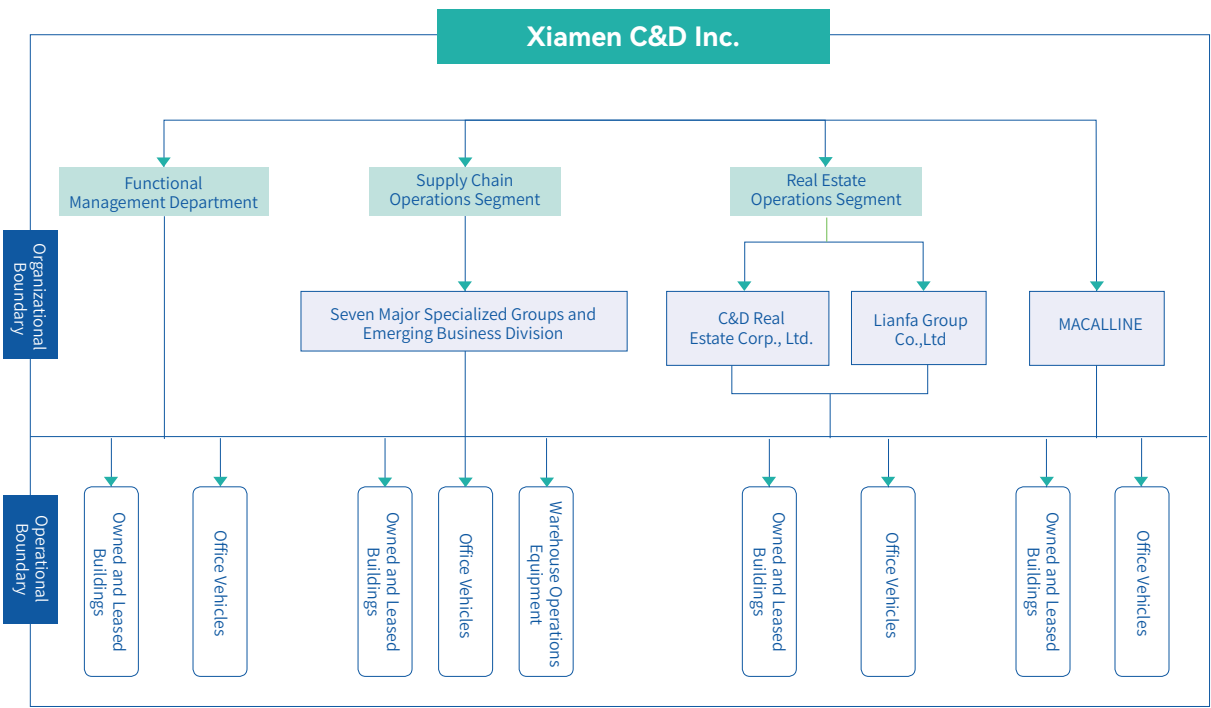 Xiamen C&D Inc.
Functional
Management Department
Supply Chain
Operations Segment
Real Estate
Operations Segment
Organizational
Boundary
Seven Major Specialized Groups and
Emerging Business Division
C&D Real
Estate Corp., Ltd.
Lianfa Group
Co.,Ltd
MACALLINE
Operational
Boundary
Owned and Leased
Buildings
Office Vehicles
Owned and Leased
Buildings
Office Vehicles
Warehouse Operations
Equipment
Owned and Leased
Buildings
Office Vehicles
Owned and Leased
Buildings
Office Vehicles